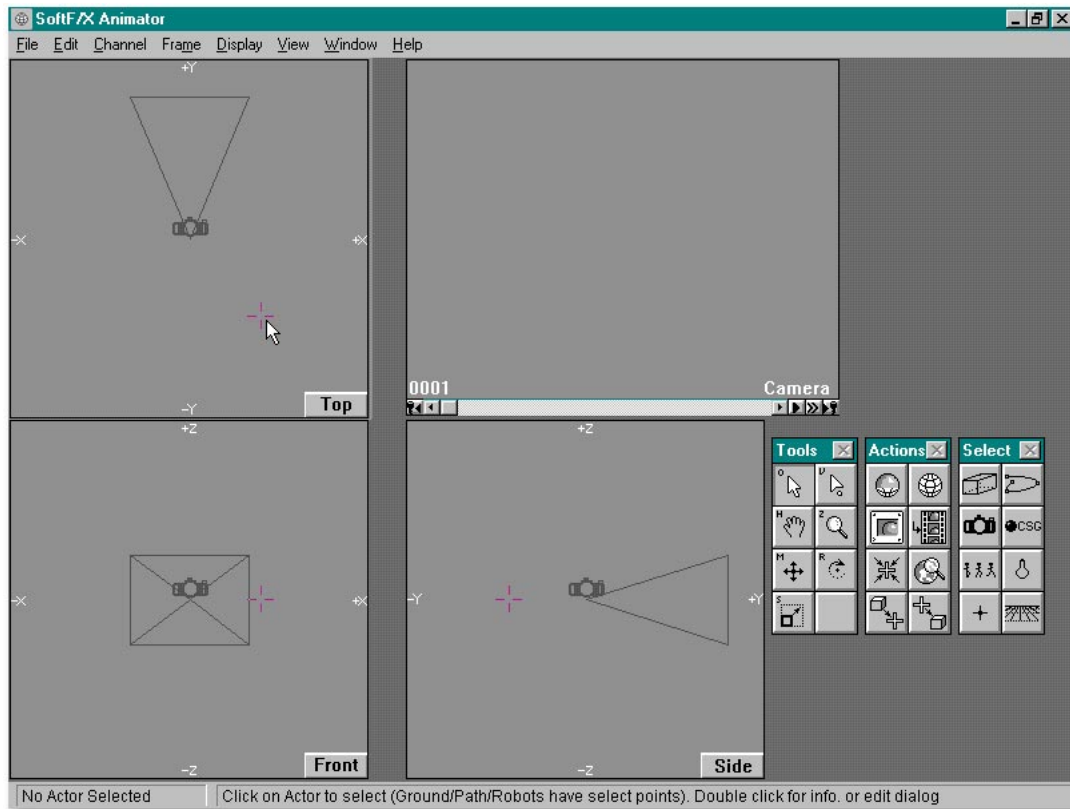 SoftF/X Animator
File Edit Channel Frame Display View Window Help
+Y
-X +X
-Y
Top
0001 Camera
+Z
-X +X
-Z
Front
+Z
-Y +Y
-Z
Side
Tools
O V
H Z
M R
S
Actions
Select
CSG
No Actor Selected
Click on Actor to select (Ground/Path/Robots have select points). Double click for info. or edit dialog